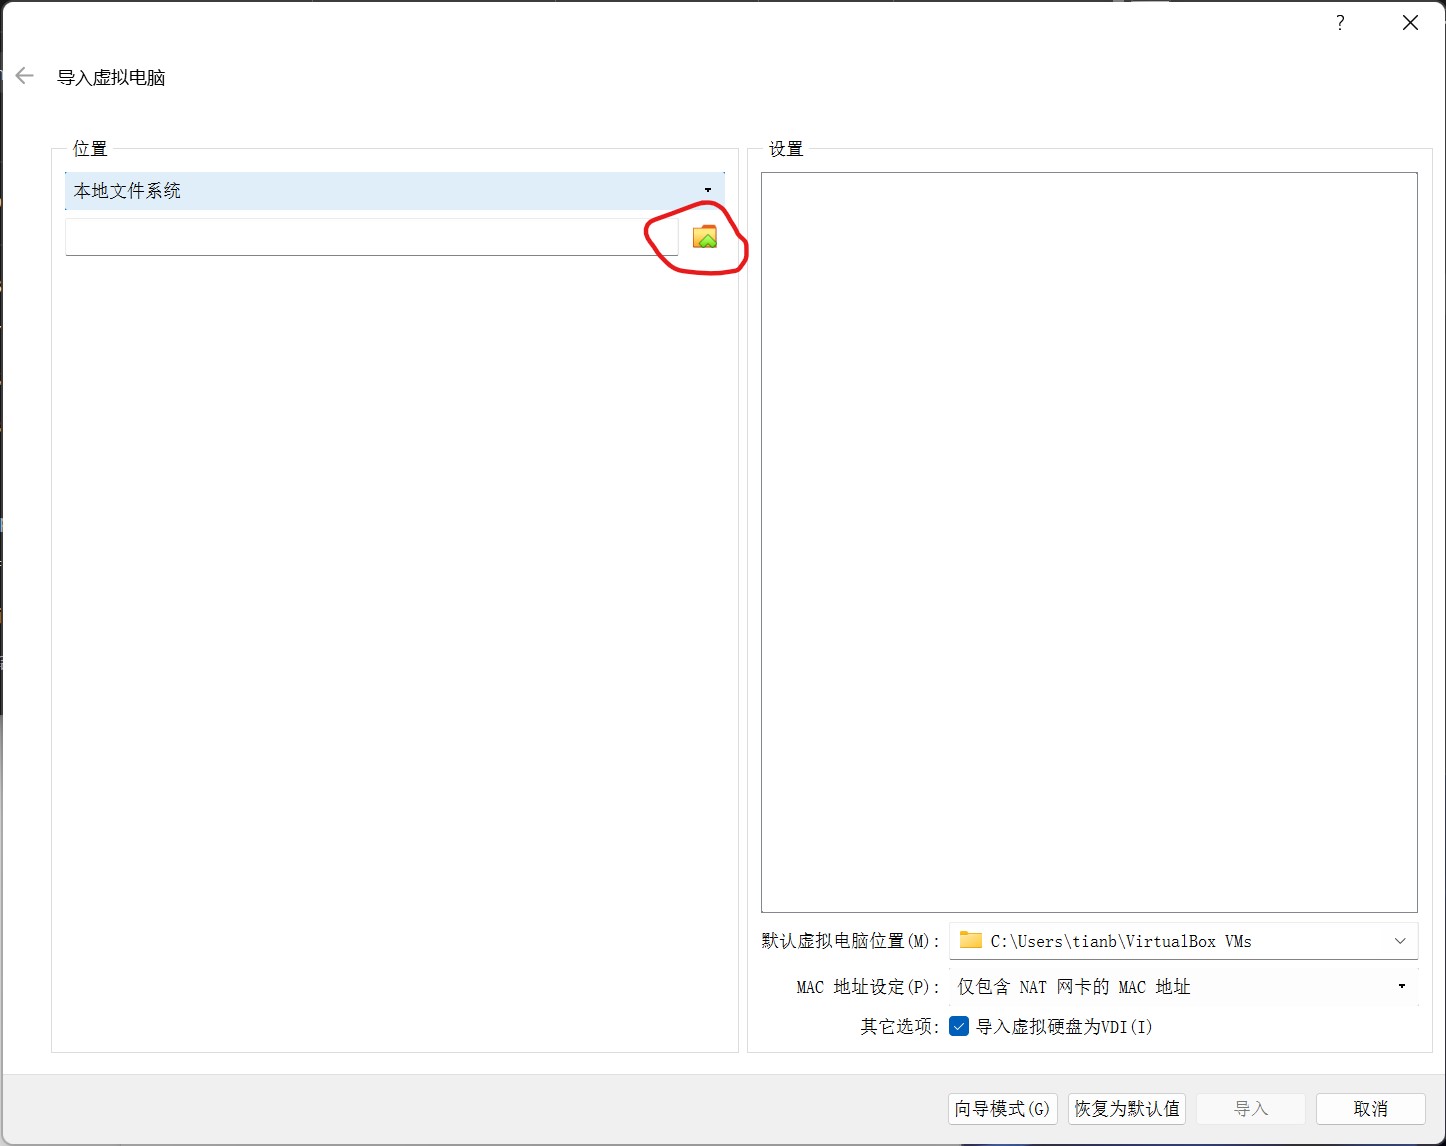 ?
导入虚拟电脑
位置
设置
本地文件系统
默认虚拟电脑位置(M):
C:\Users\tianb\VirtualBox VMs
MAC 地址设定(P):
仅包含 NAT 网卡的 MAC 地址
其它选项:
导入虚拟硬盘为VDI(I)
向导模式(G)
恢复为默认值
导入
取消